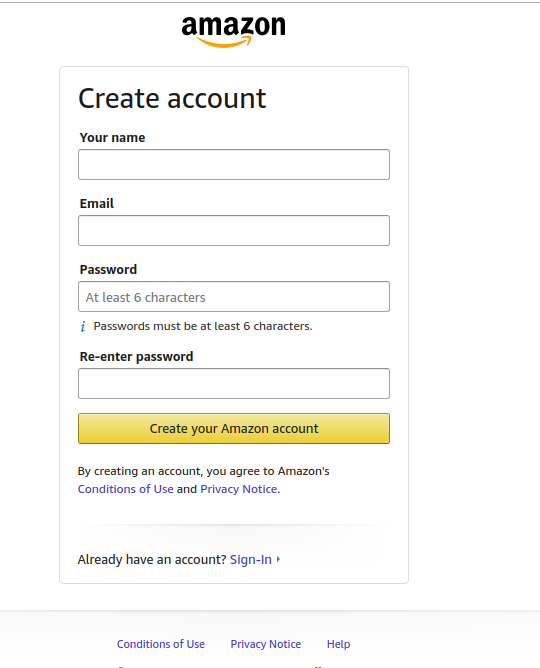 amazon
Create account
Your name
Email
Password
At least 6 characters
i Passwords must be at least 6 characters.
Re-enter password
Create your Amazon account
By creating an account, you agree to Amazon's
Conditions of Use and Privacy Notice.
Already have an account? Sign-In
Conditions of Use Privacy Notice Help